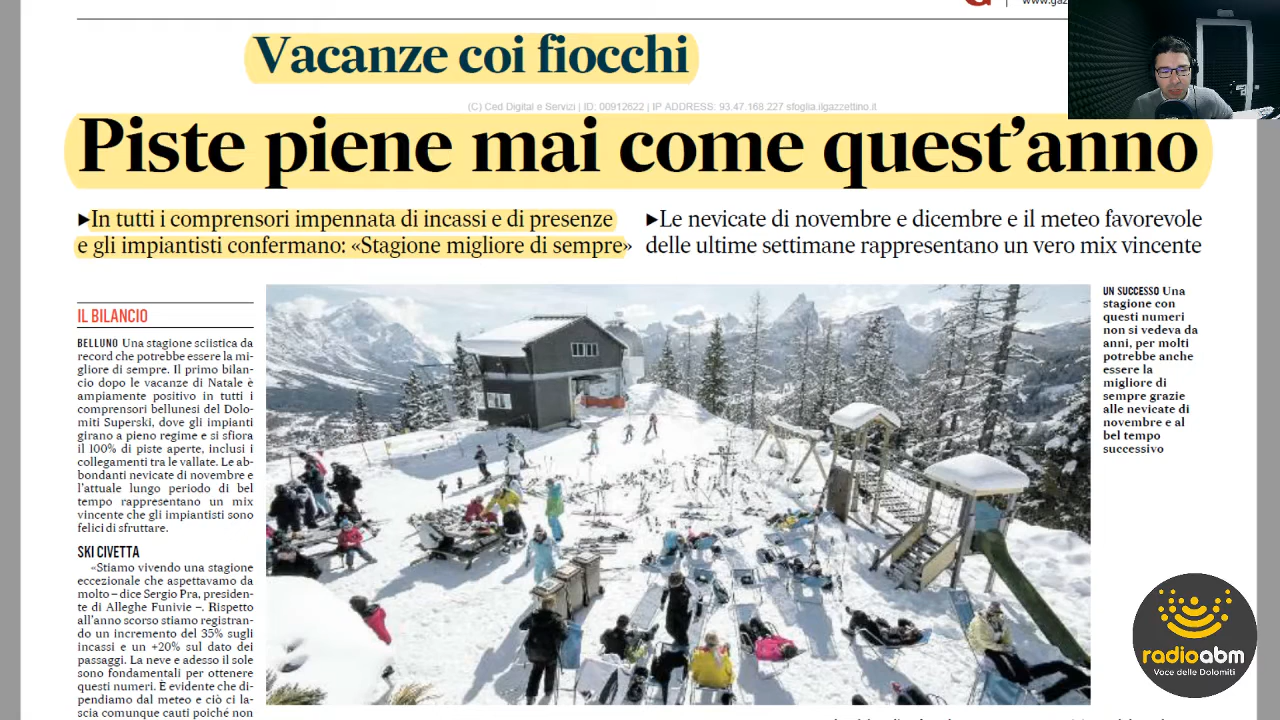 www.gaz
Vacanze coi fiocchi
(C) Ced Digital e Servizi | ID: 00912622 | IP ADDRESS: 93.47.168.227 sfoglia.ilgazzettino.it
Piste piene mai come quest'anno
▶In tutti i comprensori impennata di incassi e di presenze
e gli impiantisti confermano: «Stagione migliore di sempre»
▶Le nevicate di novembre e dicembre e il meteo favorevole
delle ultime settimane rappresentano un vero mix vincente
IL BILANCIO
BELLUNO Una stagione sciistica da
record che potrebbe essere la mi-
gliore di sempre. Il primo bilan-
cio dopo le vacanze di Natale è
ampiamente positivo in tutti i
comprensori bellunesi del Dolo-
miti Superski, dove gli impianti
girano a pieno regime e si sfiora
il 100% di piste aperte, inclusi i
collegamenti tra le vallate. Le ab-
bondanti nevicate di novembre e
l'attuale lungo periodo di bel
tempo rappresentano un mix
vincente che gli impiantisti sono
felici di sfruttare.
SKI CIVETTA
«Stiamo vivendo una stagione
eccezionale che aspettavamo da
molto – dice Sergio Pra, presiden-
te di Alleghe Funivie –. Rispetto
all'anno scorso stiamo registran-
do un incremento del 35% sugli
incassi e un +20% sul dato dei
passaggi. La neve e adesso il sole
sono fondamentali per ottenere
questi numeri. È evidente che di-
pendiamo dal meteo e ciò ci la-
scia comunque cauti poiché non
UN SUCCESSO Una
stagione con
questi numeri
non si vedeva da
anni, per molti
potrebbe anche
essere la
migliore di
sempre grazie
alle nevicate di
novembre e al
bel tempo
successivo
radioabm
Voce delle Dolomiti